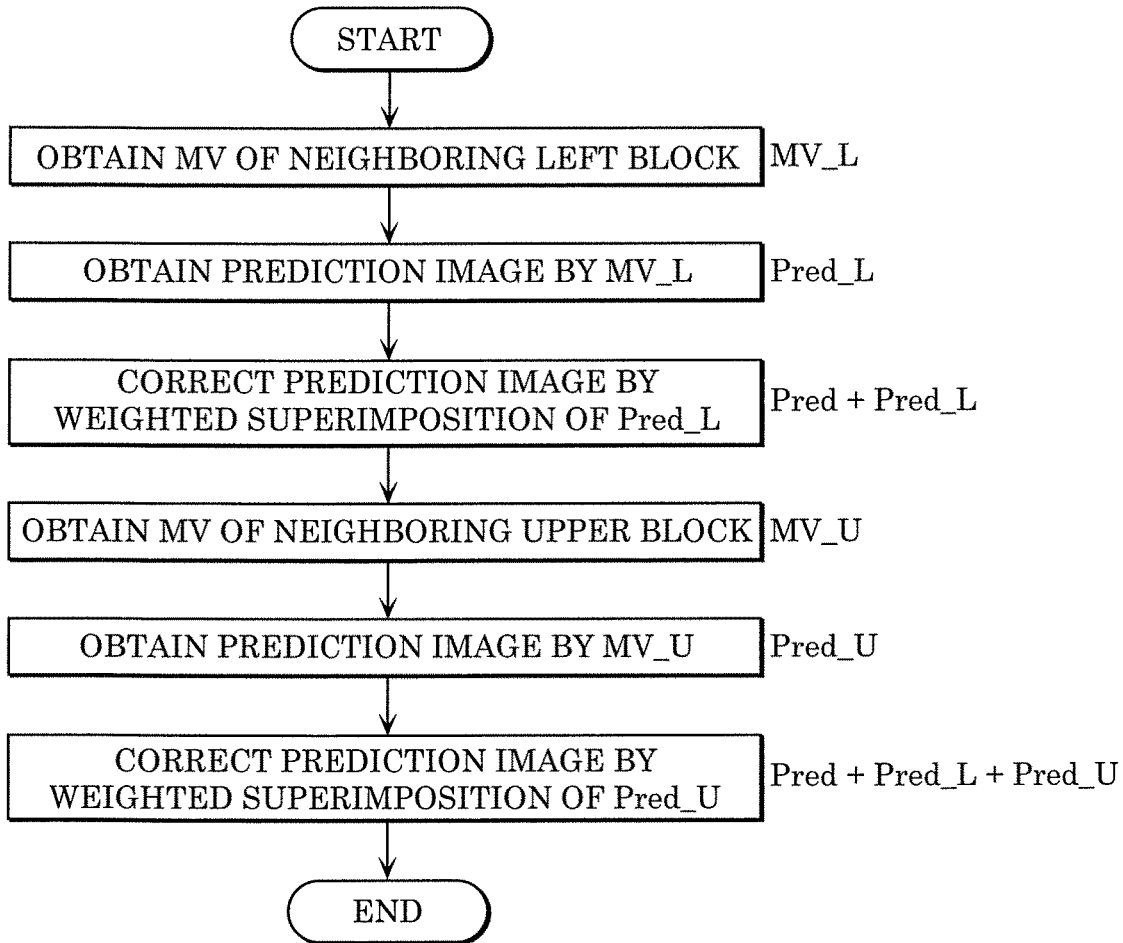 START
OBTAIN MV OF NEIGHBORING LEFT BLOCK MV_L
OBTAIN PREDICTION IMAGE BY MV_L Pred_L
CORRECT PREDICTION IMAGE BY
WEIGHTED SUPERIMPOSITION OF Pred_L
Pred + Pred_L
OBTAIN MV OF NEIGHBORING UPPER BLOCK MV_U
OBTAIN PREDICTION IMAGE BY MV_U Pred_U
CORRECT PREDICTION IMAGE BY
WEIGHTED SUPERIMPOSITION OF Pred_U
Pred + Pred_L + Pred_U
END